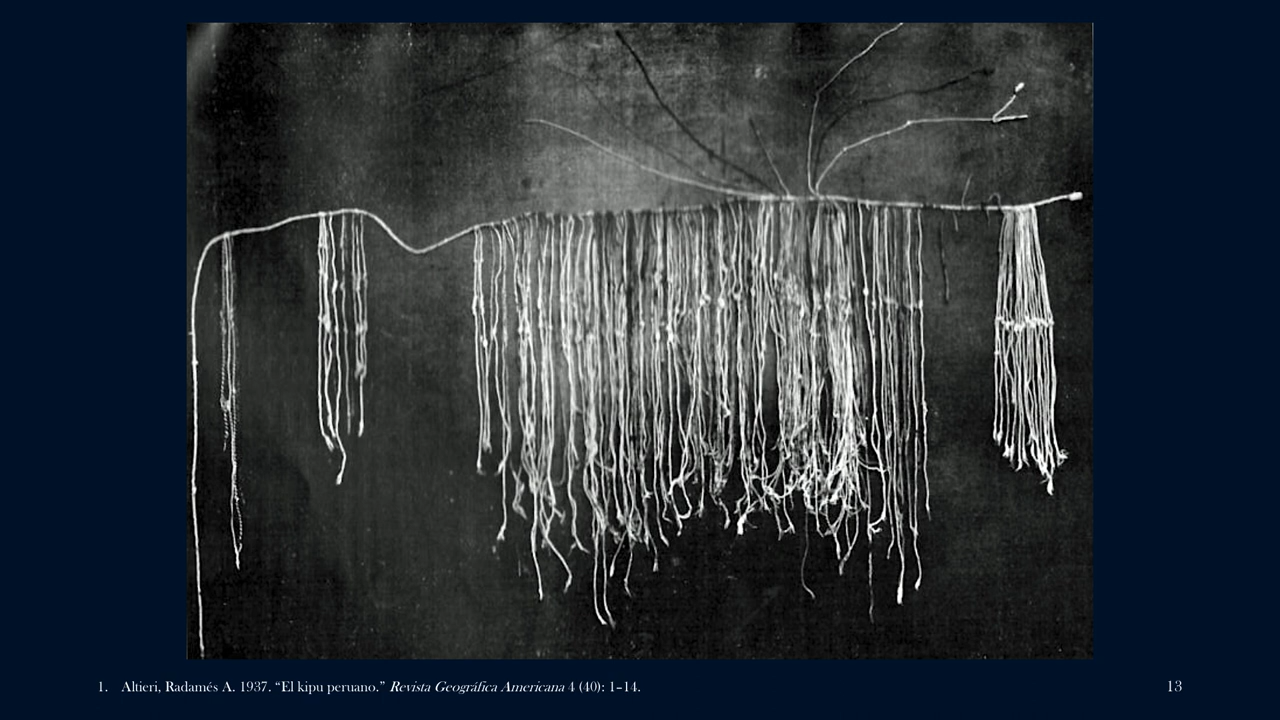 1. Altieri, Radamés A. 1937. “El kipu peruano.” Revista Geográfica Americana 4 (40): 1–14.
13